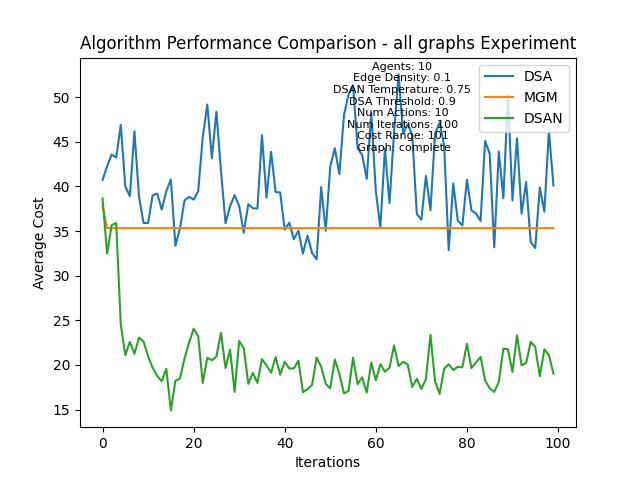 Algorithm Performance Comparison - all graphs Experiment
Agents: 10
Edge Density: 0.1
DSAN Temperature: 0.75
DSA Threshold: 0.9
Num Actions: 10
Num Iterations: 100
Cost Range: 101
Graph: complete
DSA
MGM
DSAN
Average Cost
50
45
40
35
30
25
20
15
0
20
40
60
80
100
Iterations